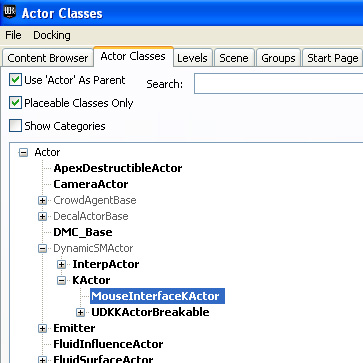 Actor Classes
File Docking
Content Browser Actor Classes Levels Scene Groups Start Page
Use 'Actor' As Parent Search:
Placeable Classes Only
Show Categories
Actor
ApexDestructibleActor
CameraActor
CrowdAgentBase
DecalActorBase
DMC_Base
DynamicSMActor
InterpActor
KActor
MouseInterfaceKActor
UDKKActorBreakable
Emitter
FluidInfluenceActor
FluidSurfaceActor